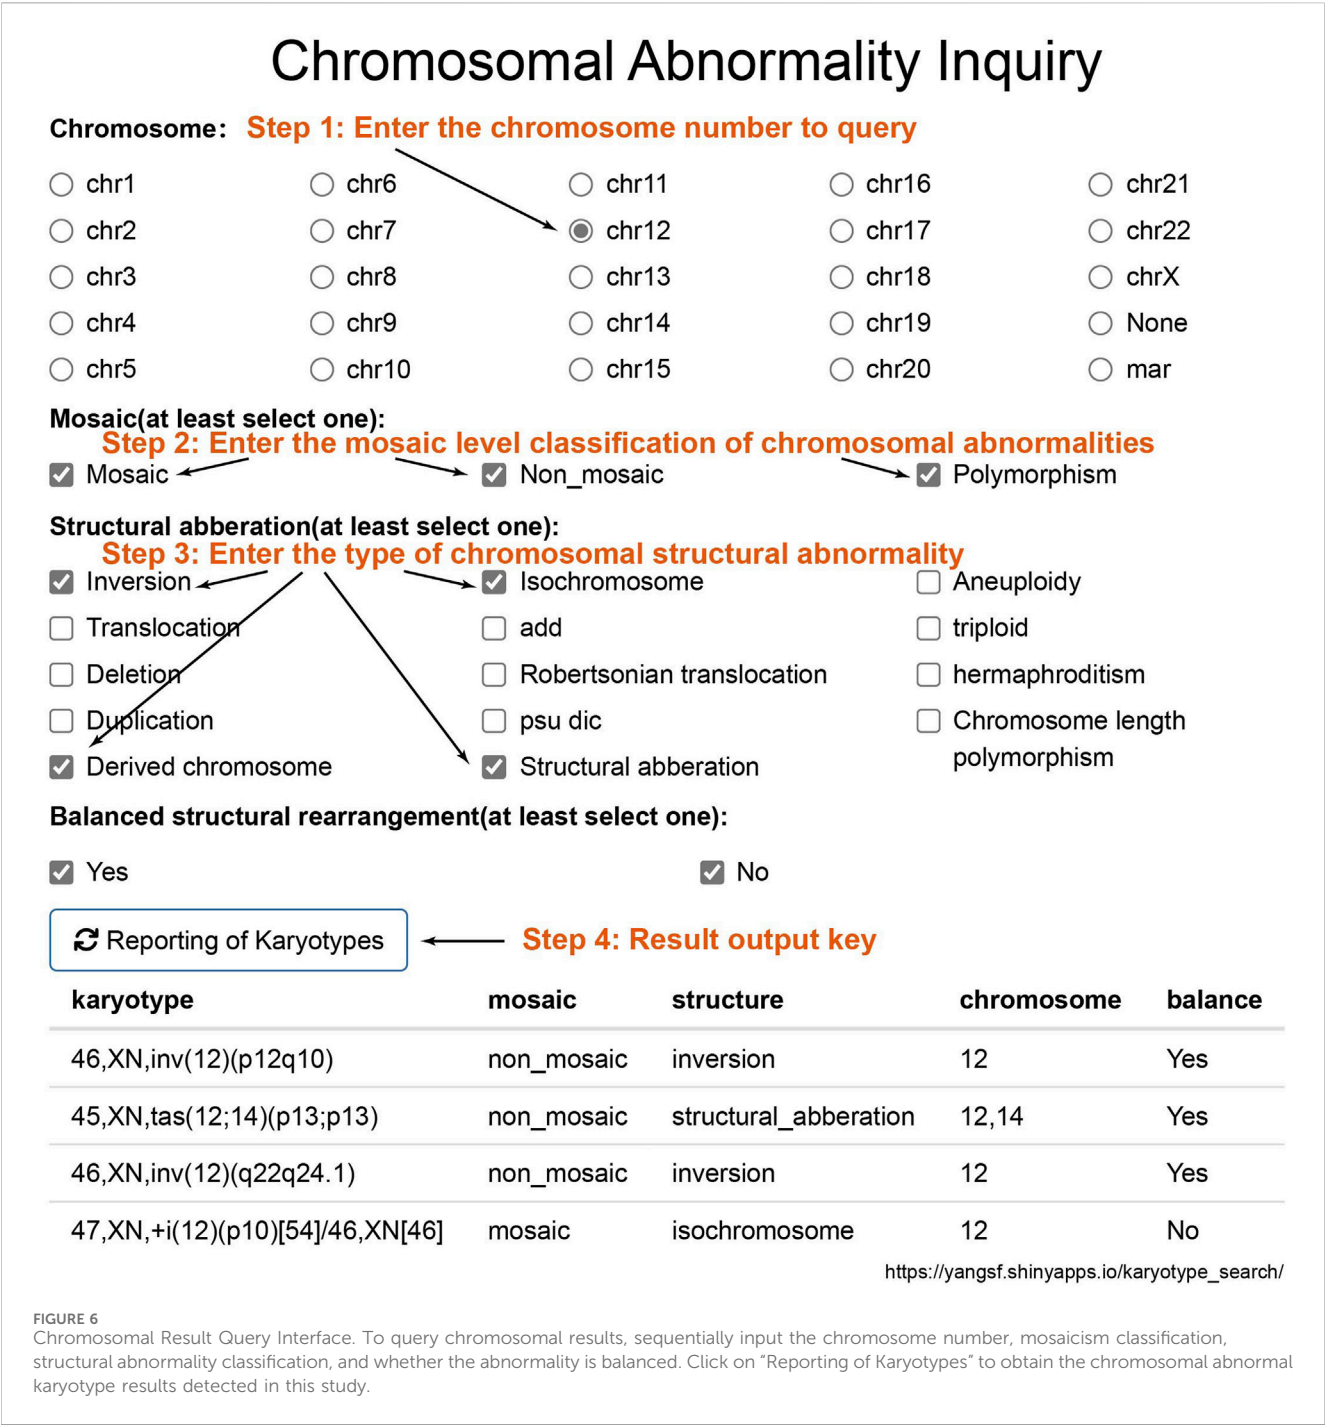 Chromosomal Abnormality Inquiry
Chromosome: Step 1: Enter the chromosome number to query
chr1 chr6 chr11 chr16 chr21
chr2 chr7 chr12 chr17 chr22
chr3 chr8 chr13 chr18 chrX
chr4 chr9 chr14 chr19 None
chr5 chr10 chr15 chr20 mar
Mosaic(at least select one):
Step 2: Enter the mosaic level classification of chromosomal abnormalities
Mosaic Non_mosaic Polymorphism
Structural abberation(at least select one):
Step 3: Enter the type of chromosomal structural abnormality
Inversion Isochromosome Aneuploidy
Translocation add triploid
Deletion Robertsonian translocation hermaphroditism
Duplication psu dic Chromosome length
polymorphism
Derived chromosome Structural abberation
Balanced structural rearrangement(at least select one):
Yes No
Reporting of Karyotypes Step 4: Result output key
karyotype mosaic structure chromosome balance
46,XN,inv(12)(p12q10) non_mosaic inversion 12 Yes
45,XN,tas(12;14)(p13;p13) non_mosaic structural_abberation 12,14 Yes
46,XN,inv(12)(q22q24.1) non_mosaic inversion 12 Yes
47,XN,+i(12)(p10)[54]/46,XN[46] mosaic isochromosome 12 No
https://yangsf.shinyapps.io/karyotype_search/
FIGURE 6
Chromosomal Result Query Interface. To query chromosomal results, sequentially input the chromosome number, mosaicism classification,
structural abnormality classification, and whether the abnormality is balanced. Click on “Reporting of Karyotypes” to obtain the chromosomal abnormal
karyotype results detected in this study.